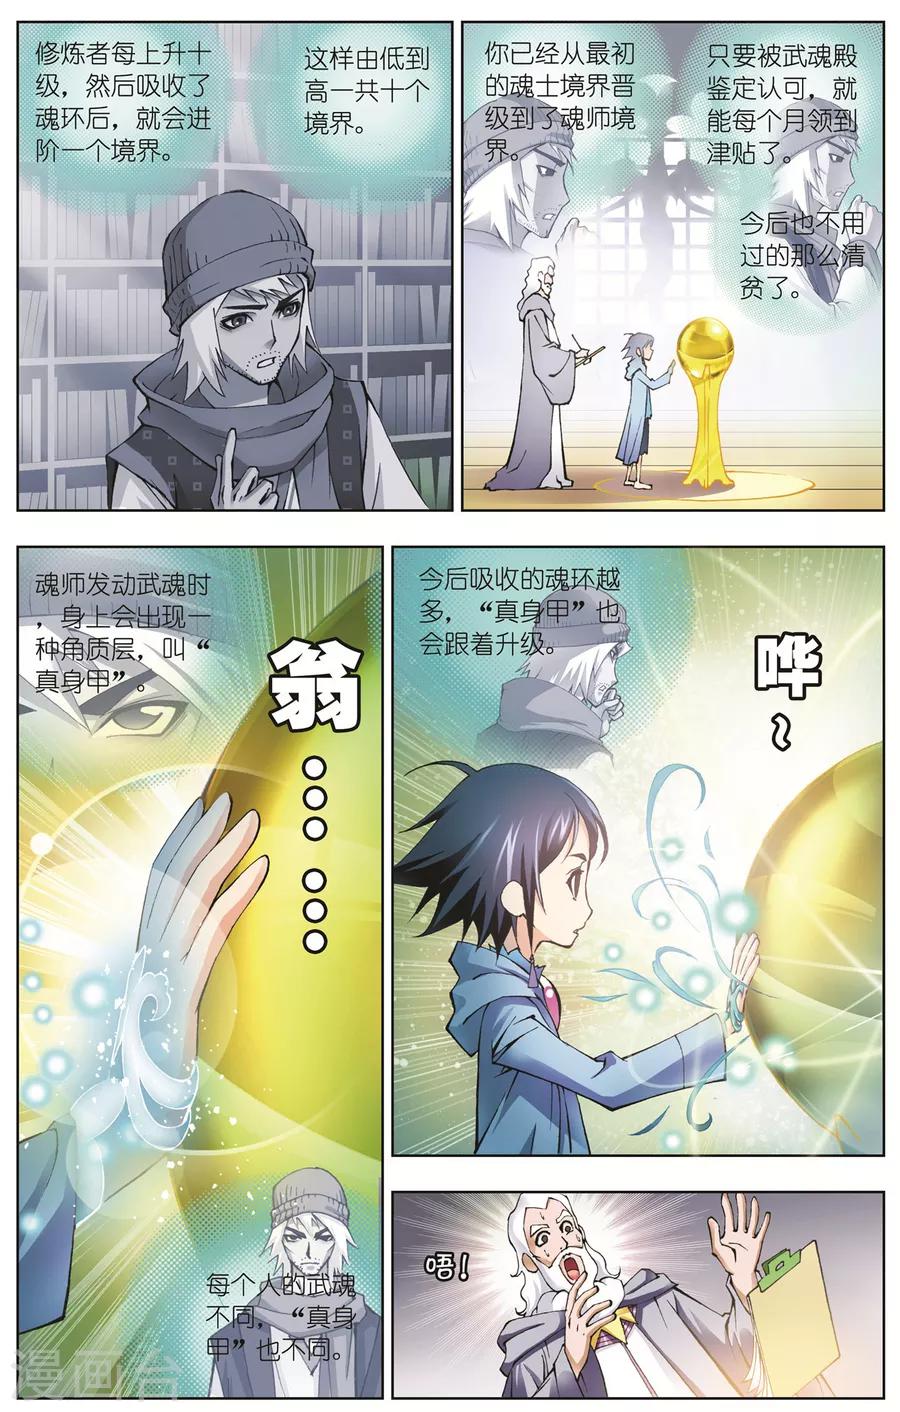 修炼者每上升十
级，然后吸收了
魂环后，就会进
阶一个境界。
这样由低到
高一共十个
境界。
你已经从最初
的魂士境界晋
级到了魂师境
界。
只要被武魂殿
鉴定认可，就
能每个月领到
津贴了。
今后也不用
过的那么清
贫了。
魂师发动武魂时
，身上会出现一
种角质层，叫“
真身甲”。
翁
……
……
每个人的武魂
不同，“真身
甲”也不同。
今后吸收的魂环越
多，“真身甲”也
会跟着升级。
哗~
唔！
漫画台